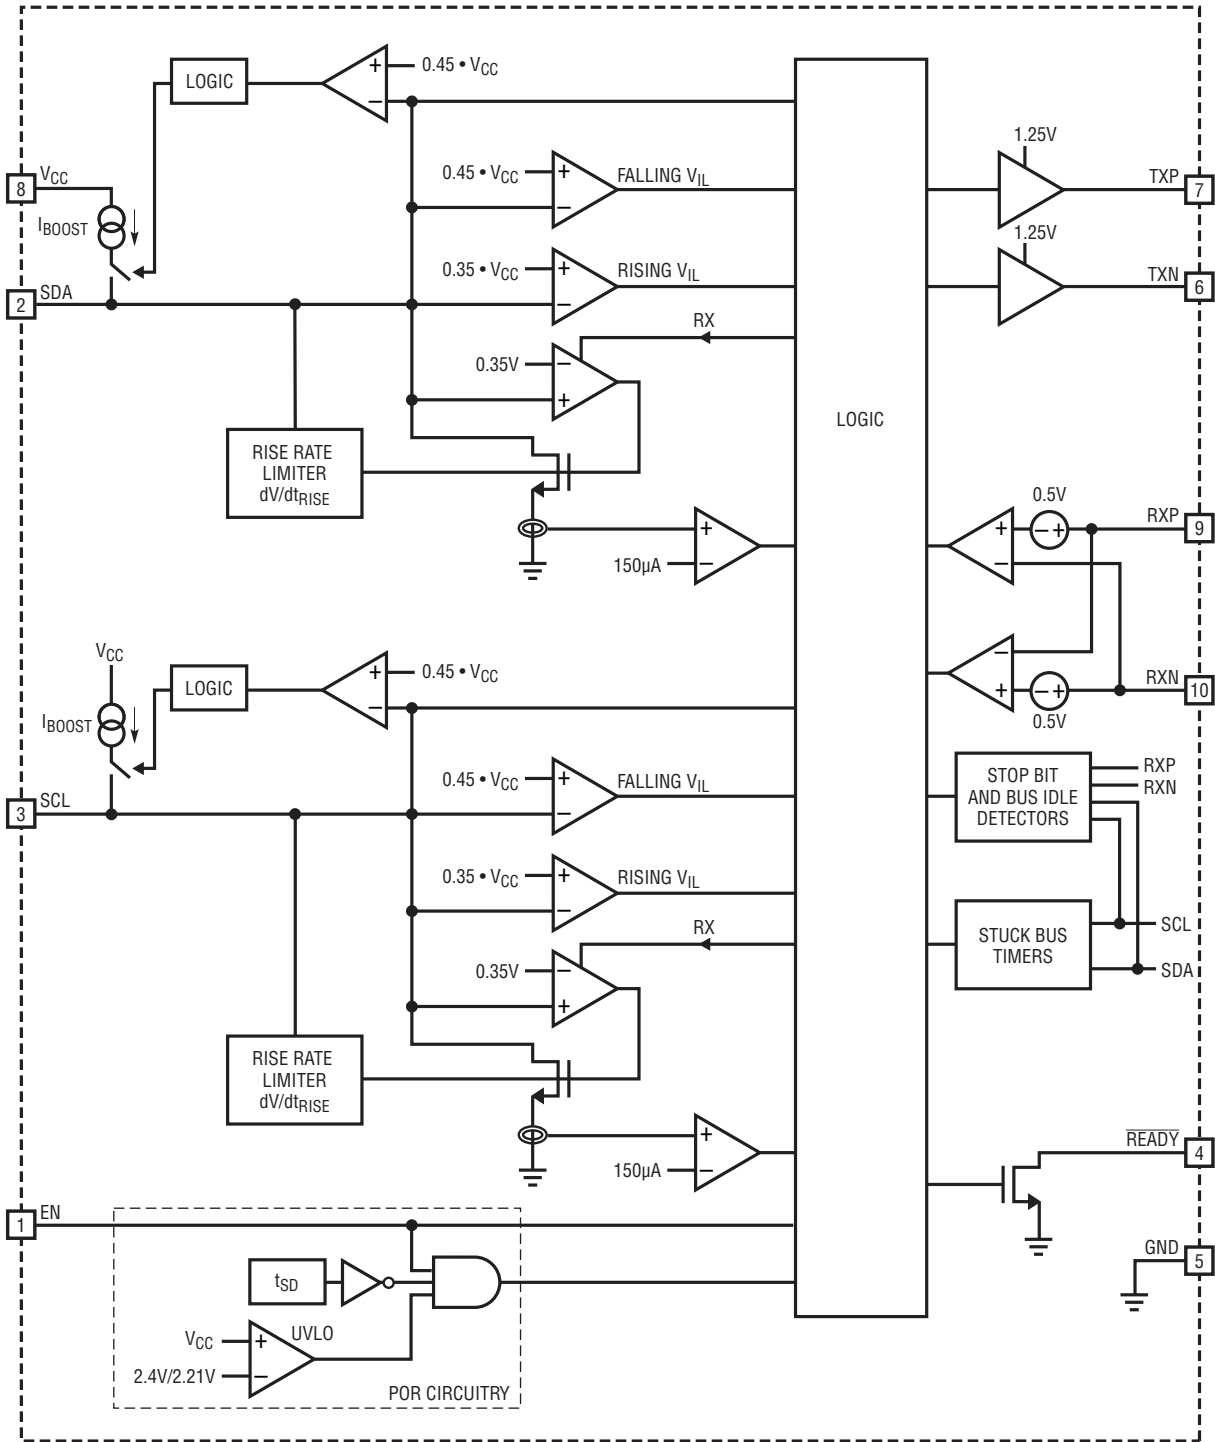 +
0.45 • VCC
LOGIC
–
1.25V
8
VCC
0.45 • VCC
+
FALLING VIL
TXP
7
–
IBOOST
1.25V
0.35 • VCC
+
RISING VIL
TXN
6
2
SDA
–
RX
0.35V
–
+
LOGIC
RISE RATE
LIMITER
dV/dtRISE
0.5V
+
+
– +
RXP
9
150µA
–
–
VCC
+
0.45 • VCC
–
LOGIC
RXN
10
–
+
– +
IBOOST
0.5V
0.45 • VCC
+
FALLING VIL
STOP BIT
AND BUS IDLE
DETECTORS
RXP
RXN
3
SCL
–
0.35 • VCC
+
RISING VIL
–
RX
STUCK BUS
TIMERS
SCL
SDA
0.35V
–
+
RISE RATE
LIMITER
dV/dtRISE
+
150µA
–
READY
4
1
EN
GND
5
tSD
UVLO
VCC
+
2.4V/2.21V
–
POR CIRCUITRY